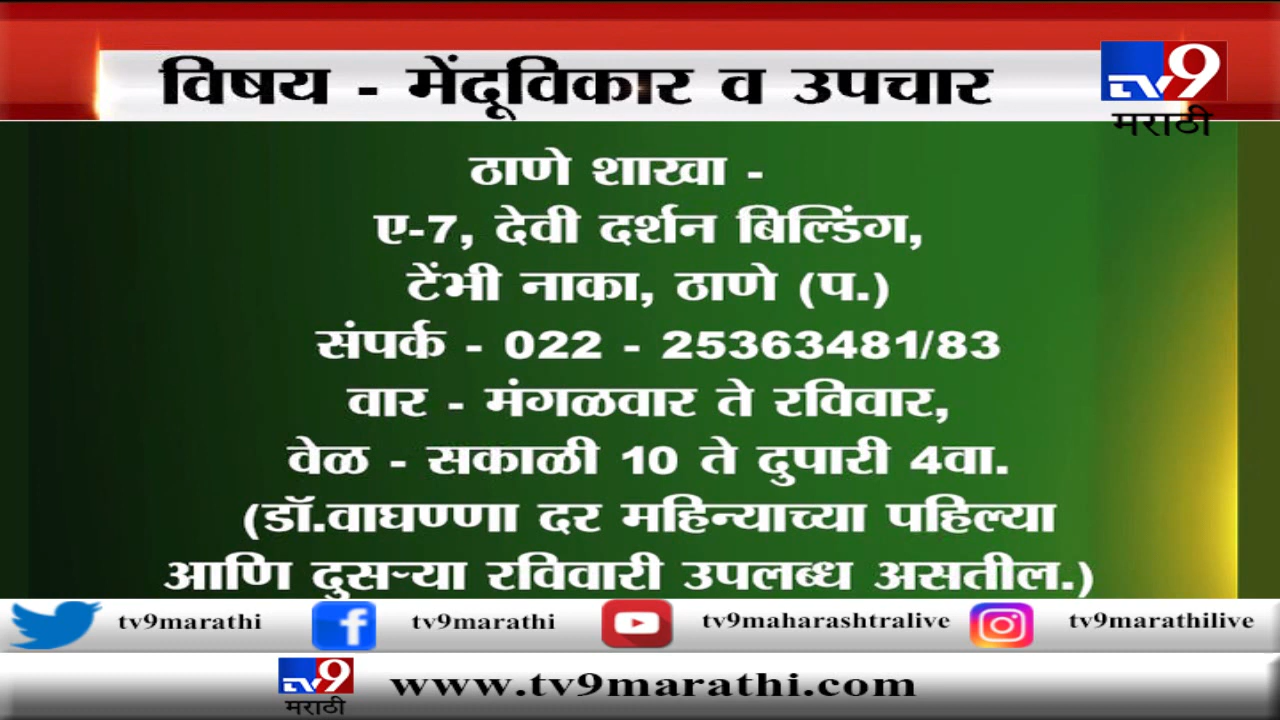 विषय - मेंदूविकार व उपचार
TV9
मराठी
ठाणे शाखा -
ए-7, देवी दर्शन बिल्डिंग,
टेंभी नाका, ठाणे (प.)
संपर्क - 022 - 25363481/83
वार - मंगळवार ते रविवार,
वेळ - सकाळी 10 ते दुपारी 4वा.
(डॉ.वाघण्णा दर महिन्याच्या पहिल्या
आणि दुसऱ्या रविवारी उपलब्ध असतील.)
tv9marathi tv9marathi tv9maharashtralive tv9marathilive
TV9
मराठी
www.tv9marathi.com